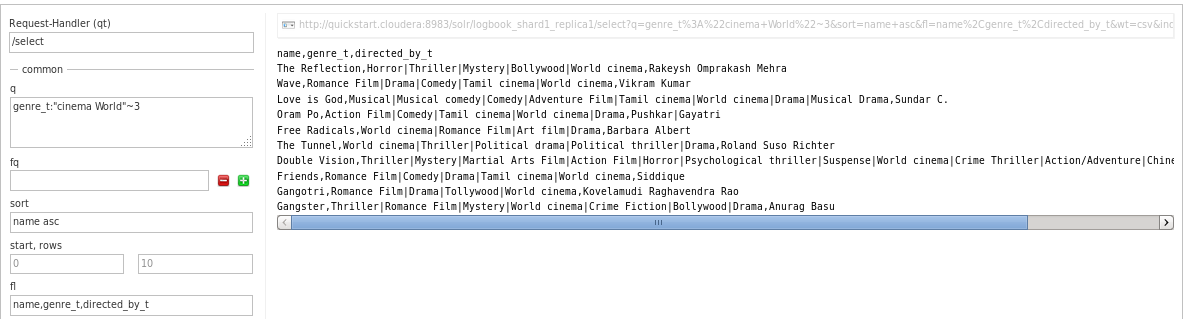 Request-Handler (qt)
/select
common
q
genre_t:"cinema World"~3
fq
sort
name asc
start, rows
0
10
fl
name,genre_t,directed_by_t
http://quickstart.cloudera:8983/solr/logbook_shard1_replica1/select?q=genre_t%3A%22cinema+World%22~3&sort=name+asc&fl=name%2Cgenre_t%2Cdirected_by_t&wt=csv&ind
name,genre_t,directed_by_t
The Reflection,Horror|Thriller|Mystery|Bollywood|World cinema,Rakeysh Omprakash Mehra
Wave,Romance Film|Drama|Comedy|Tamil cinema|World cinema,Vikram Kumar
Love is God,Musical|Musical comedy|Comedy|Adventure Film|Tamil cinema|World cinema|Drama|Musical Drama,Sundar C.
Oram Po,Action Film|Comedy|Tamil cinema|World cinema|Drama,Pushkar|Gayatri
Free Radicals,World cinema|Romance Film|Art film|Drama,Barbara Albert
The Tunnel,World cinema|Thriller|Political drama|Political thriller|Drama,Roland Suso Richter
Double Vision,Thriller|Mystery|Martial Arts Film|Action Film|Horror|Psychological thriller|Suspense|World cinema|Crime Thriller|Action/Adventure|Chine
Friends,Romance Film|Comedy|Drama|Tamil cinema|World cinema,Siddique
Gangotri,Romance Film|Drama|Tollywood|World cinema,Kovelamudi Raghavendra Rao
Gangster,Thriller|Romance Film|Mystery|World cinema|Crime Fiction|Bollywood|Drama,Anurag Basu